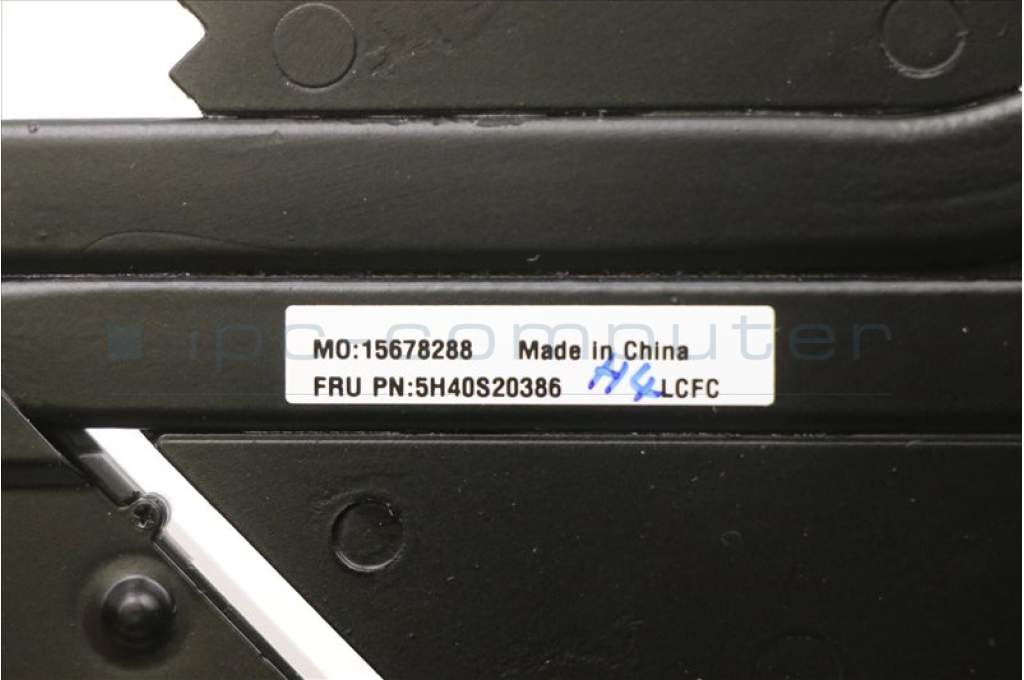 ipc computer
MO:15678288 Made in China
FRU PN:5H40S20386 H4 LCFC